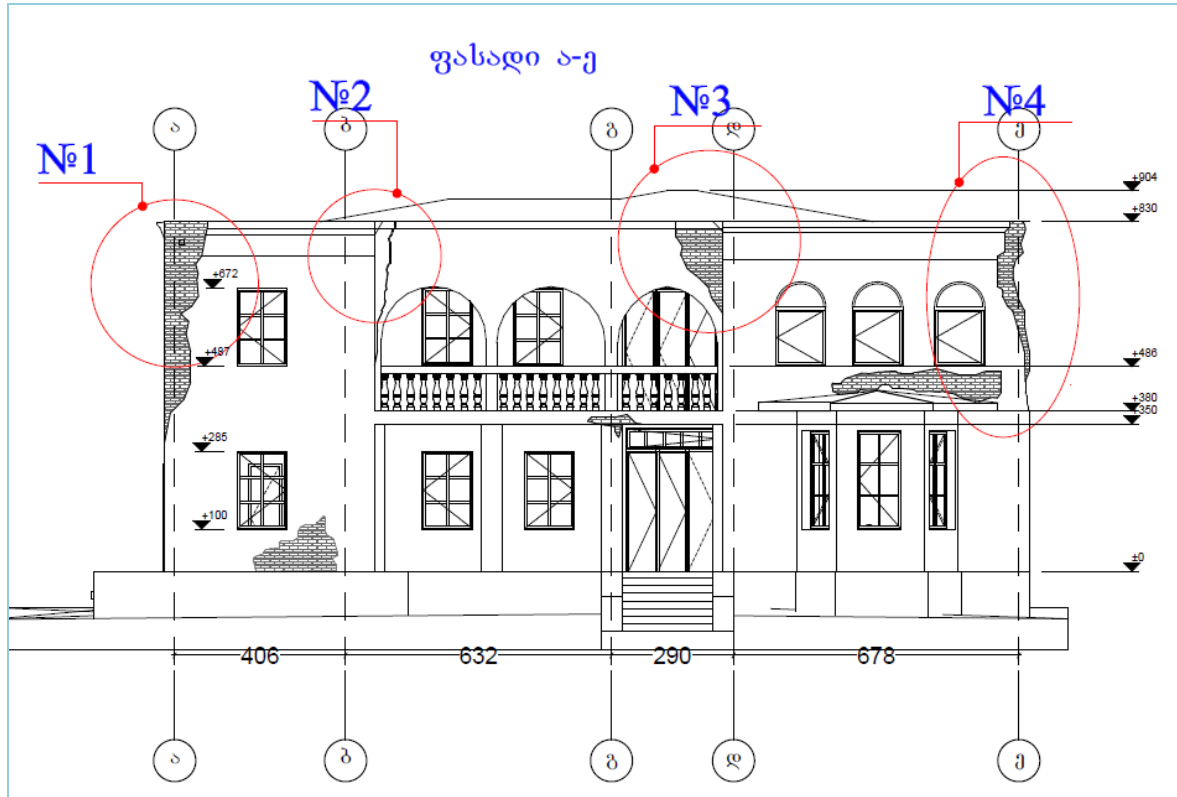 ფასადი ა-ე
№1
№2
№3
№4
ა
ბ
გ
დ
ე
+904
+830
+672
+487
+486
+380
+350
+285
+100
±0
406
632
290
678
ა
ბ
გ
დ
ე